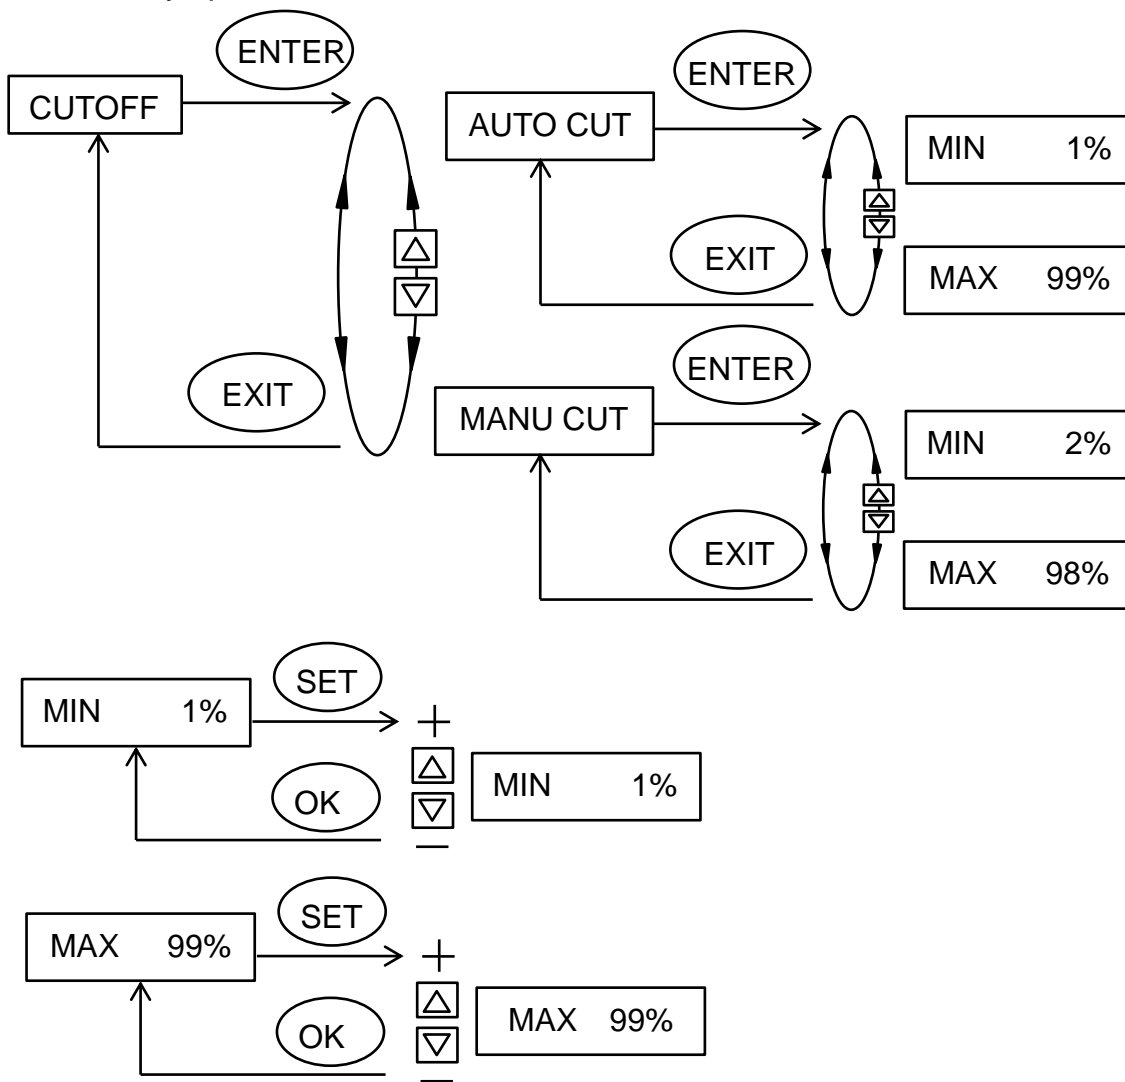 ENTER
CUTOFF
EXIT
ENTER
AUTO CUT
EXIT
MIN 1%
MAX 99%
ENTER
MANU CUT
EXIT
MIN 2%
MAX 98%
SET
MIN 1%
OK
+
MIN 1%
—
SET
MAX 99%
OK
+
MAX 99%
—